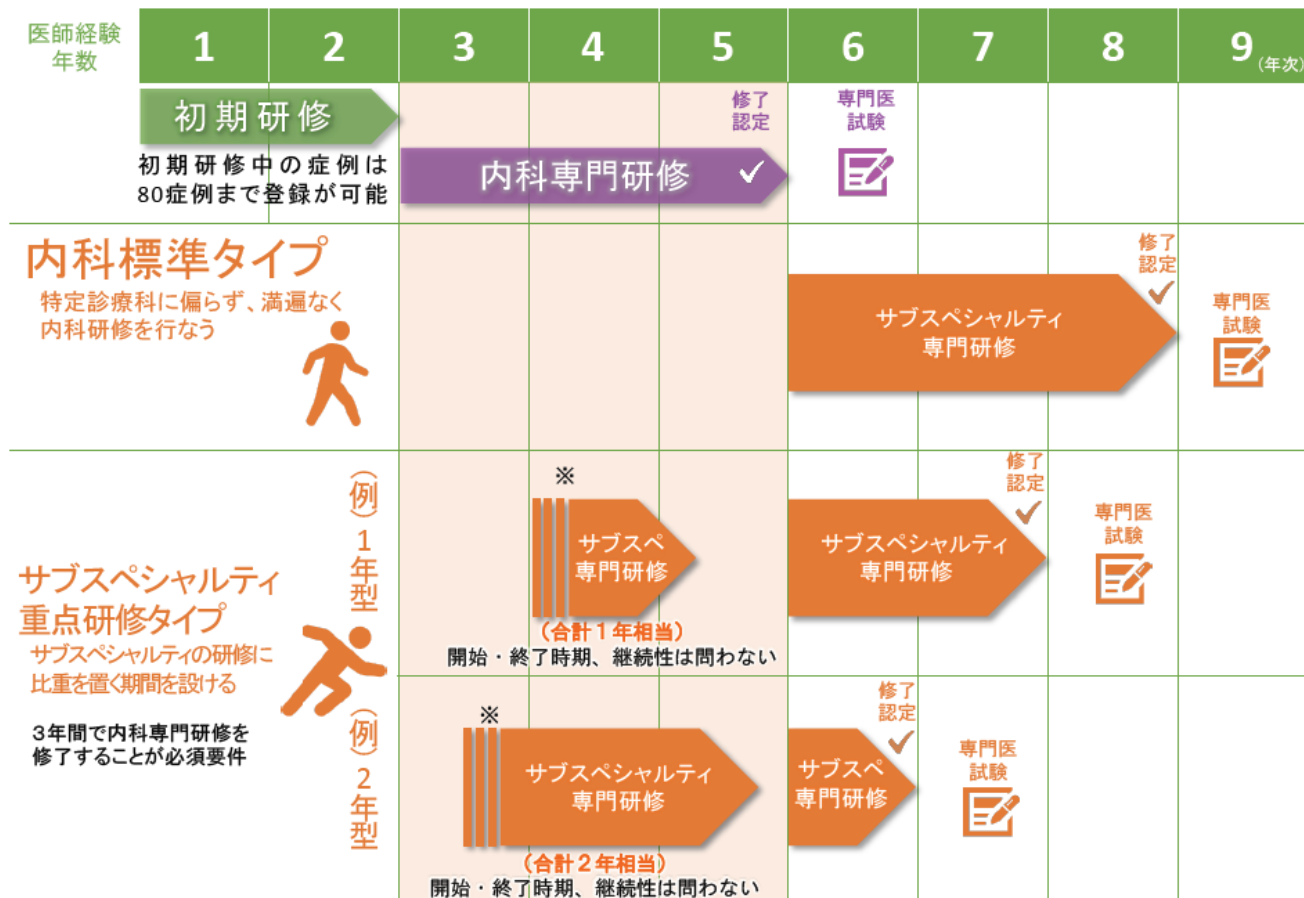 医師経験
年数
1
2
3
4
5
6
7
8
9(年次)
初期研修
初期研修中の症例は
80症例まで登録が可能
修了
認定
内科専門研修
専門医
試験
内科標準タイプ
特定診療科に偏らず、満遍なく
内科研修を行なう
サブスペシャルティ
専門研修
修了
認定
専門医
試験
サブスペシャルティ
重点研修タイプ
サブスペシャルティの研修に
比重を置く期間を設ける
3年間で内科専門研修を
修了することが必須要件
(例)1年型
※
サブスペ
専門研修
(合計1年相当)
開始・終了時期、継続性は問わない
サブスペシャルティ
専門研修
修了
認定
専門医
試験
(例)2年型
※
サブスペシャルティ
専門研修
(合計2年相当)
開始・終了時期、継続性は問わない
サブスペ
専門研修
修了
認定
専門医
試験